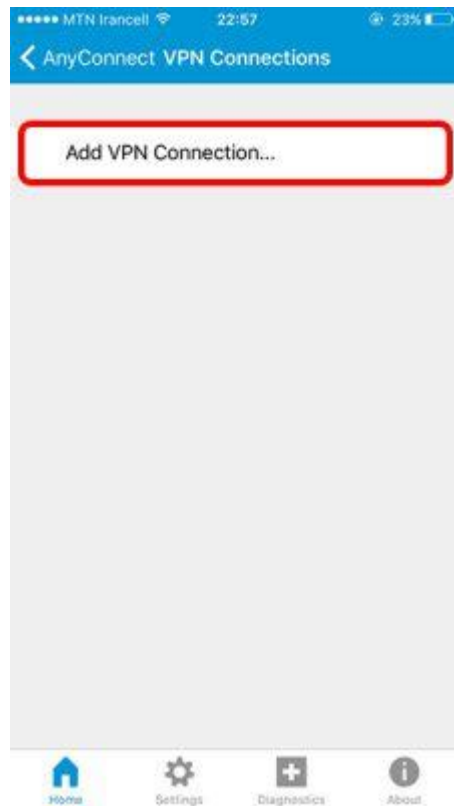 MTN Irancell 22:57 23%
AnyConnect VPN Connections
Add VPN Connection...
Home Settings Diagnostics About